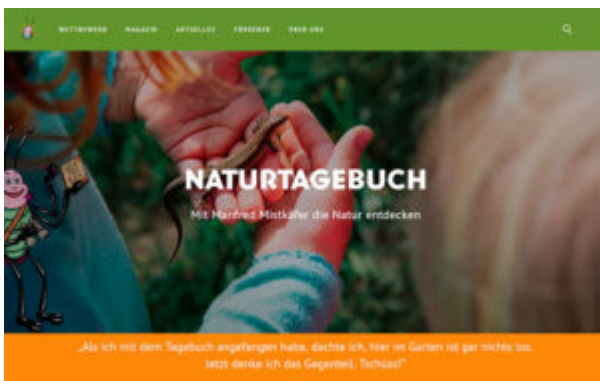 WETTBEWERB MAGAZIN AKTUELLES FÖRDERER ÜBER UNS
NATURTAGEBUCH
Mit Manfred Mistkäfer die Natur entdecken
„Als ich mit dem Tagebuch angefangen habe, dachte ich, hier im Garten ist gar nichts los.
Jetzt denke ich das Gegenteil. Tschüss!“